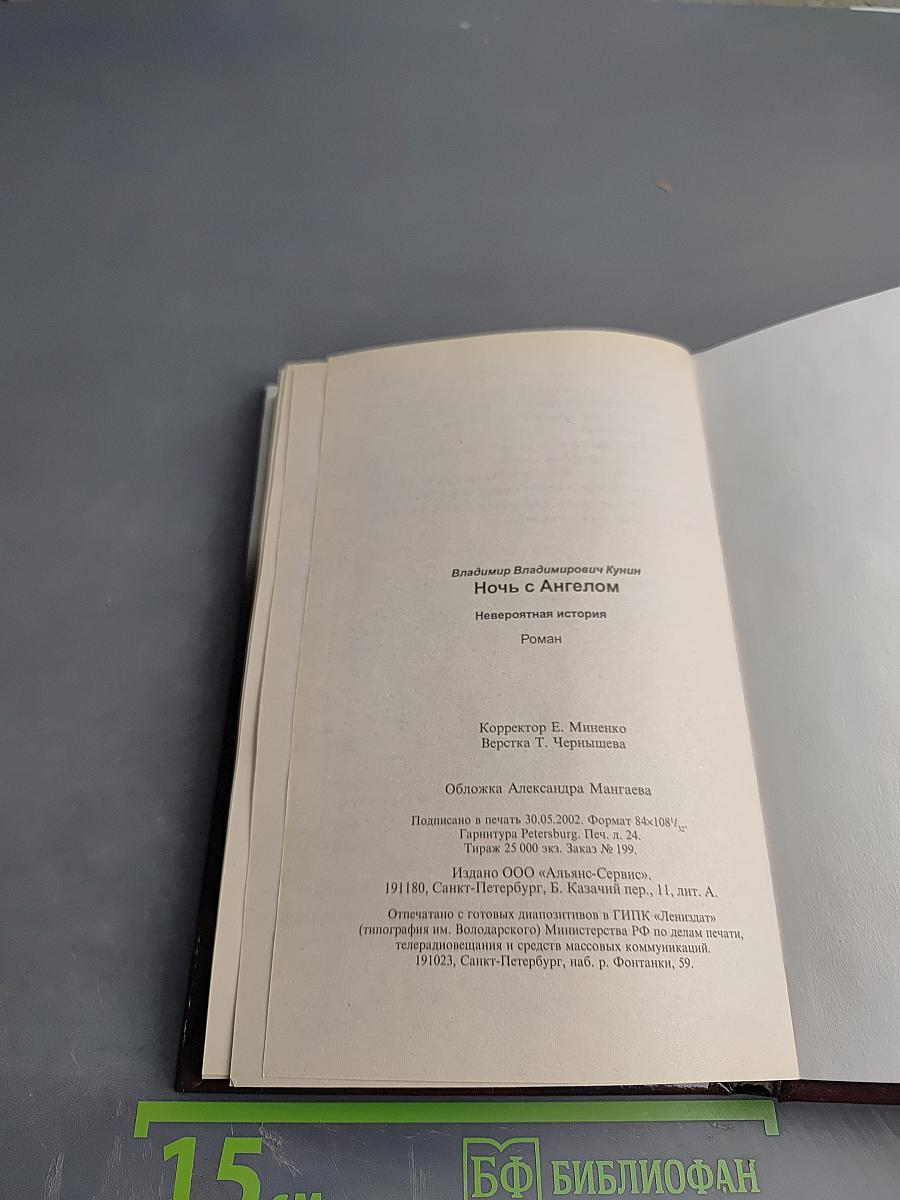 Владимир Владимирович Кунин
Ночь с Ангелом
Невероятная история
Роман
Корректор Е. Миненко
Верстка Т. Чернышева
Обложка Александра Мангаева
Подписано в печать 30.05.2002. Формат 84×108 1/32.
Гарнитура Petersburg. Печ. л. 24.
Тираж 25 000 экз. Заказ № 199.
Издано ООО «Альянс-Сервис».
191180, Санкт-Петербург, Б. Казачий пер., 11, лит. А.
Отпечатано с готовых диапозитивов в ГИПК «Лениздат»
(типография им. Володарского) Министерства РФ по делам печати,
телерадиовещания и средств массовых коммуникаций.
191023, Санкт-Петербург, наб. р. Фонтанки, 59.
15 см
БФ БИБЛИОФАН